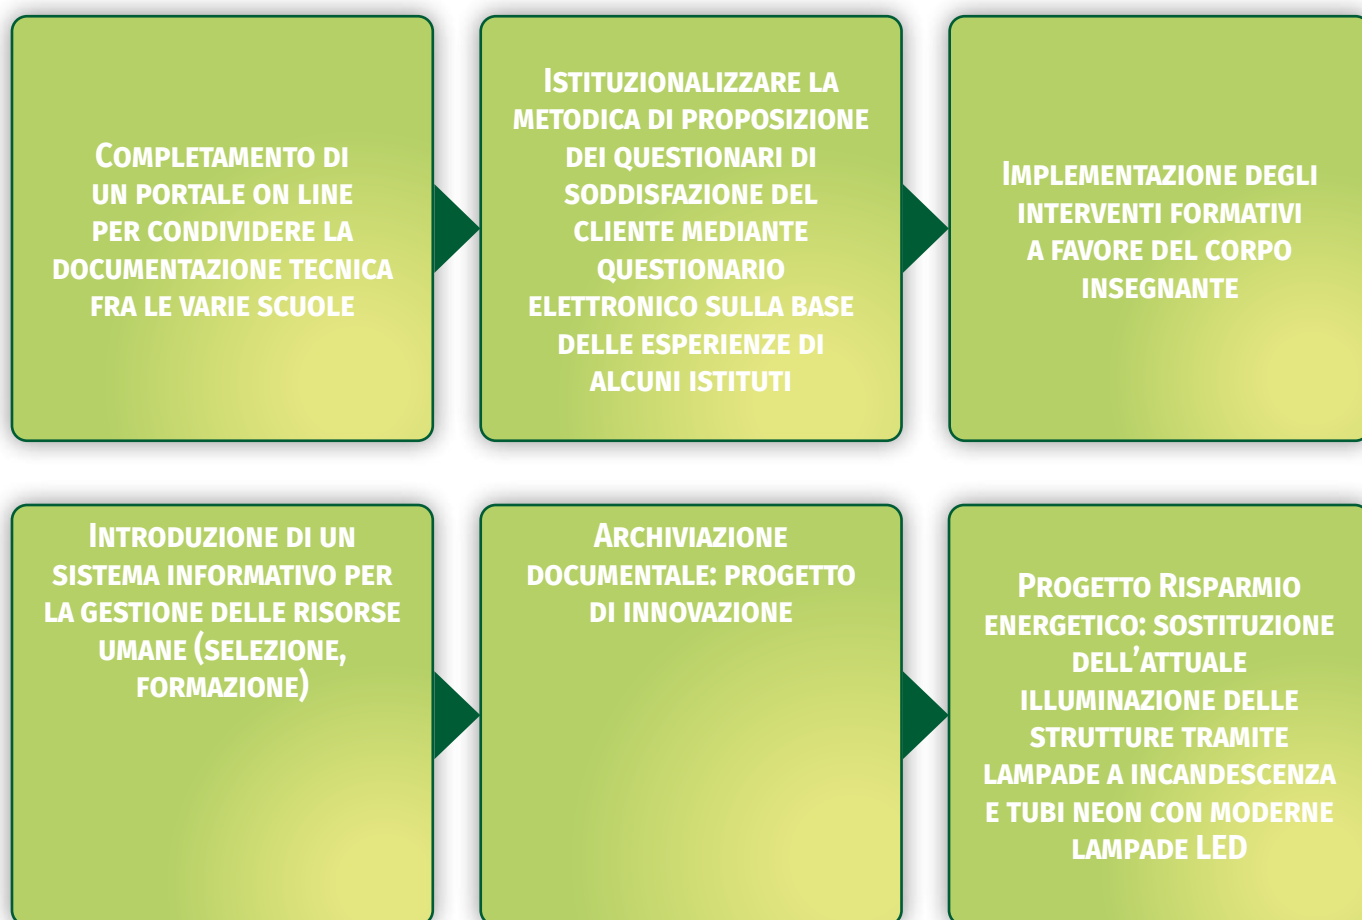 Completamento di
un portale on line
per condividere la
documentazione tecnica
fra le varie scuole
Istituzionalizzare la
metodica di proposizione
dei questionari di
soddisfazione del
cliente mediante
questionario
elettronico sulla base
delle esperienze di
alcuni istituti
Implementazione degli
interventi formativi
a favore del corpo
insegnante
Introduzione di un
sistema informativo per
la gestione delle risorse
umane (selezione,
formazione)
Archiviazione
documentale: progetto
di innovazione
Progetto Risparmio
energetico: sostituzione
dell'attuale
illuminazione delle
strutture tramite
lampade a incandescenza
e tubi neon con moderne
lampade LED